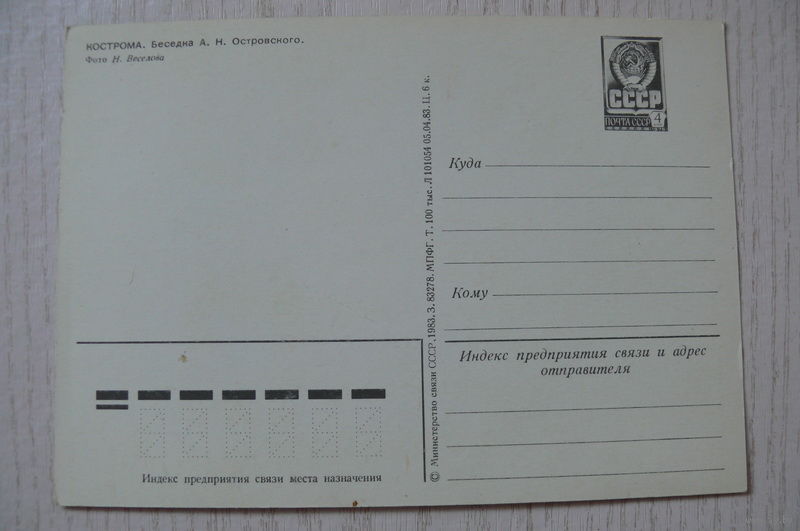 КОСТРОМА. Беседка А. Н. Островского.
Фото Н. Веселова
СССР
ПОЧТА СССР 4
Куда
Кому
© Министерство связи СССР. 1983. З. 83278. МПФГ. Т. 100 тыс. Л 101054 05.04.83. Ц. 6 к.
Индекс предприятия связи и адрес
отправителя
Индекс предприятия связи места назначения